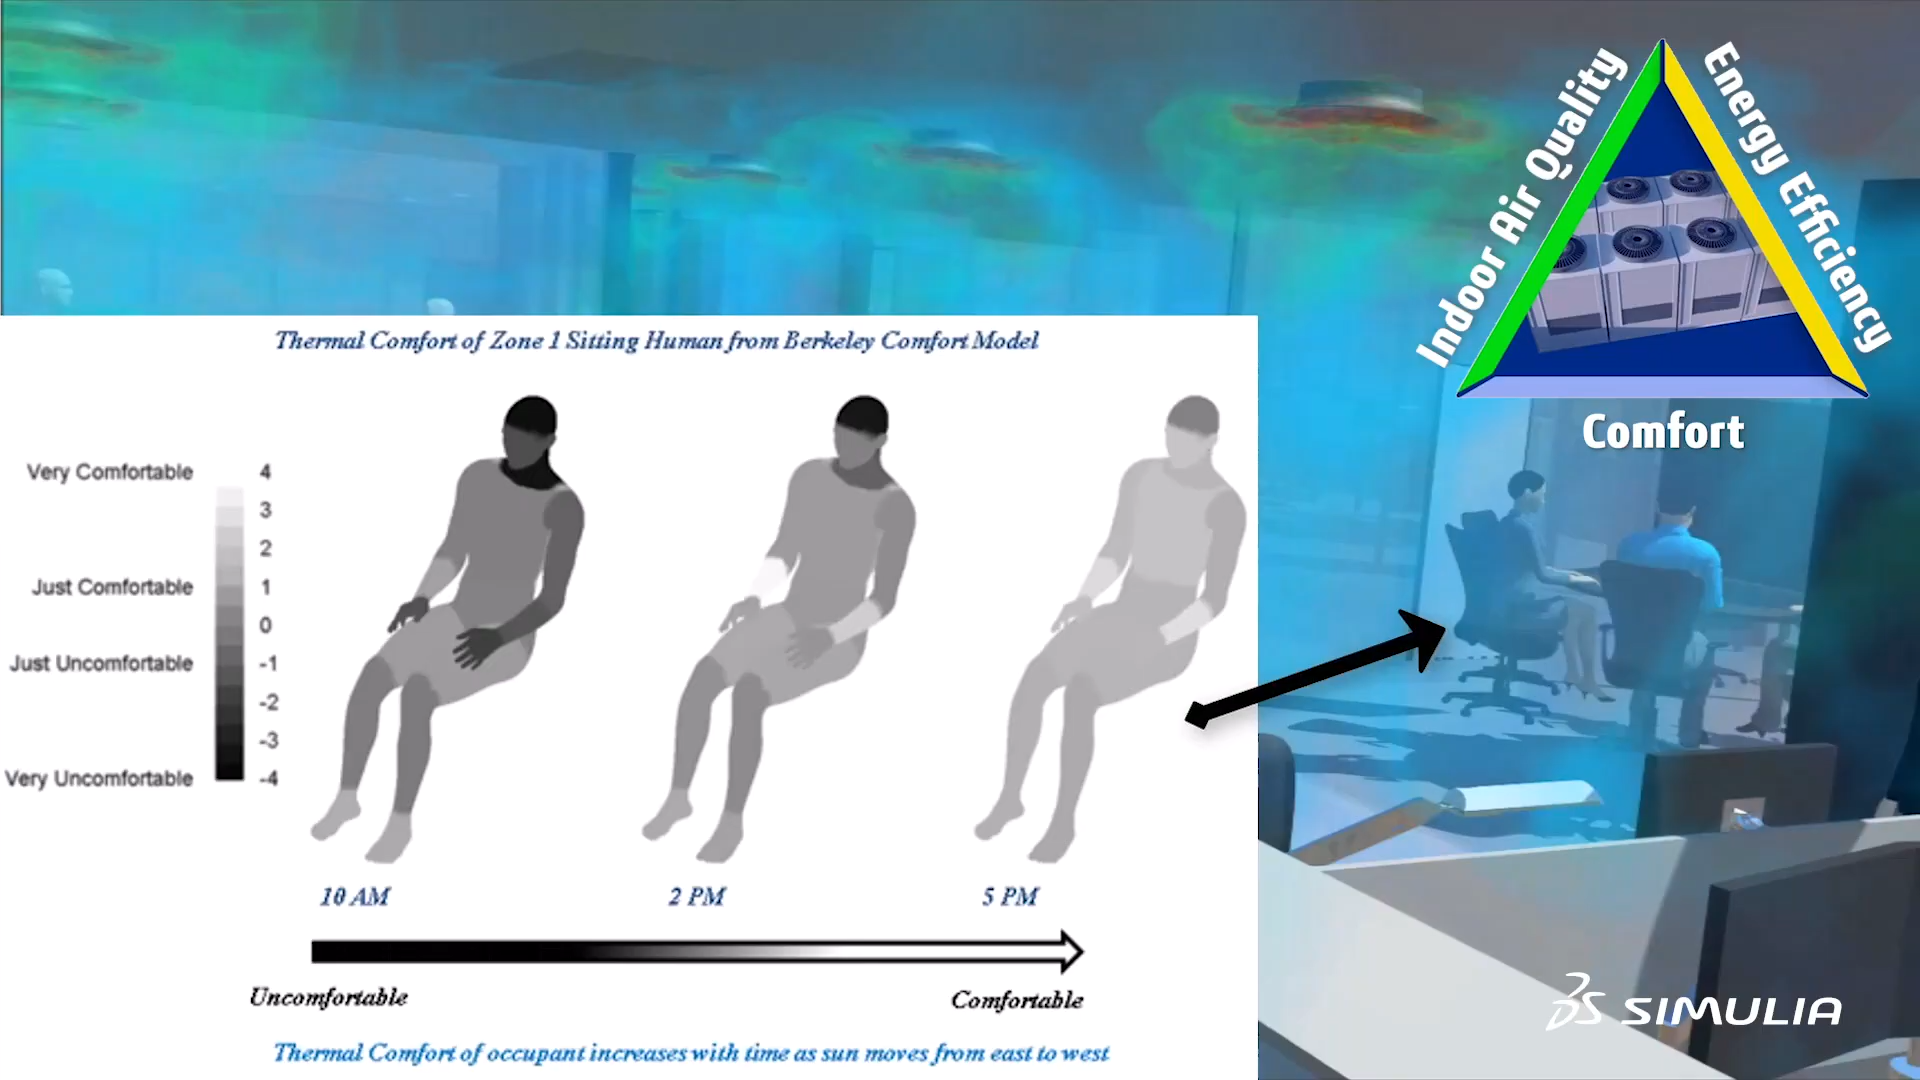 Indoor Air Quality
Energy Efficiency
Comfort
Thermal Comfort of Zone 1 Sitting Human from Berkeley Comfort Model
Very Comfortable
Just Comfortable
Just Uncomfortable
Very Uncomfortable
4
3
2
1
0
-1
-2
-3
-4
10 AM
2 PM
5 PM
Uncomfortable
Comfortable
Thermal Comfort of occupant increases with time as sun moves from east to west
SIMULIA